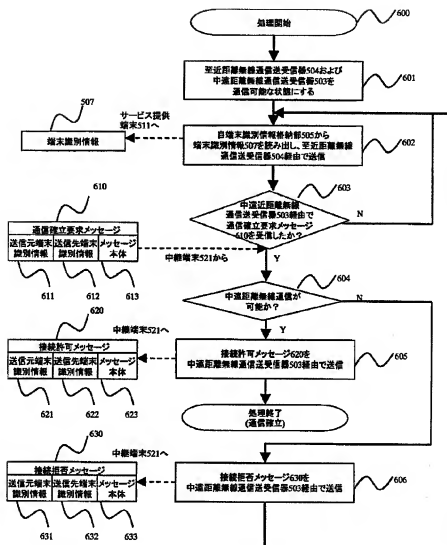 処理開始
600
至近距離無線通信送受信器504および
中遠距離無線通信送受信器503を
通信可能な状態にする
601
507
サービス提供
端末511へ
端末識別情報
自端末識別情報格納部505から
端末識別情報507を読み出し、至近距離無線
通信送受信器504経由で送信
602
603
中遠近距離無線
通信送受信器503経由で
通信確立要求メッセージ
610を受信したか?
N
Y
610
通信確立要求メッセージ
送信元端末
識別情報
送信先端末
識別情報
メッセージ
本体
中継端末521から
611
612
613
604
中遠距離無線通信が
可能か?
N
Y
620
中継端末521へ
接続許可メッセージ
送信元端末
識別情報
送信先端末
識別情報
メッセージ
本体
621
622
623
接続許可メッセージ620を
中遠距離無線通信送受信器503経由で送信
605
処理終了
(通信確立)
630
中継端末521へ
接続拒否メッセージ
送信元端末
識別情報
送信先端末
識別情報
メッセージ
本体
631
632
633
接続拒否メッセージ630を
中遠距離無線通信送受信器503経由で送信
606